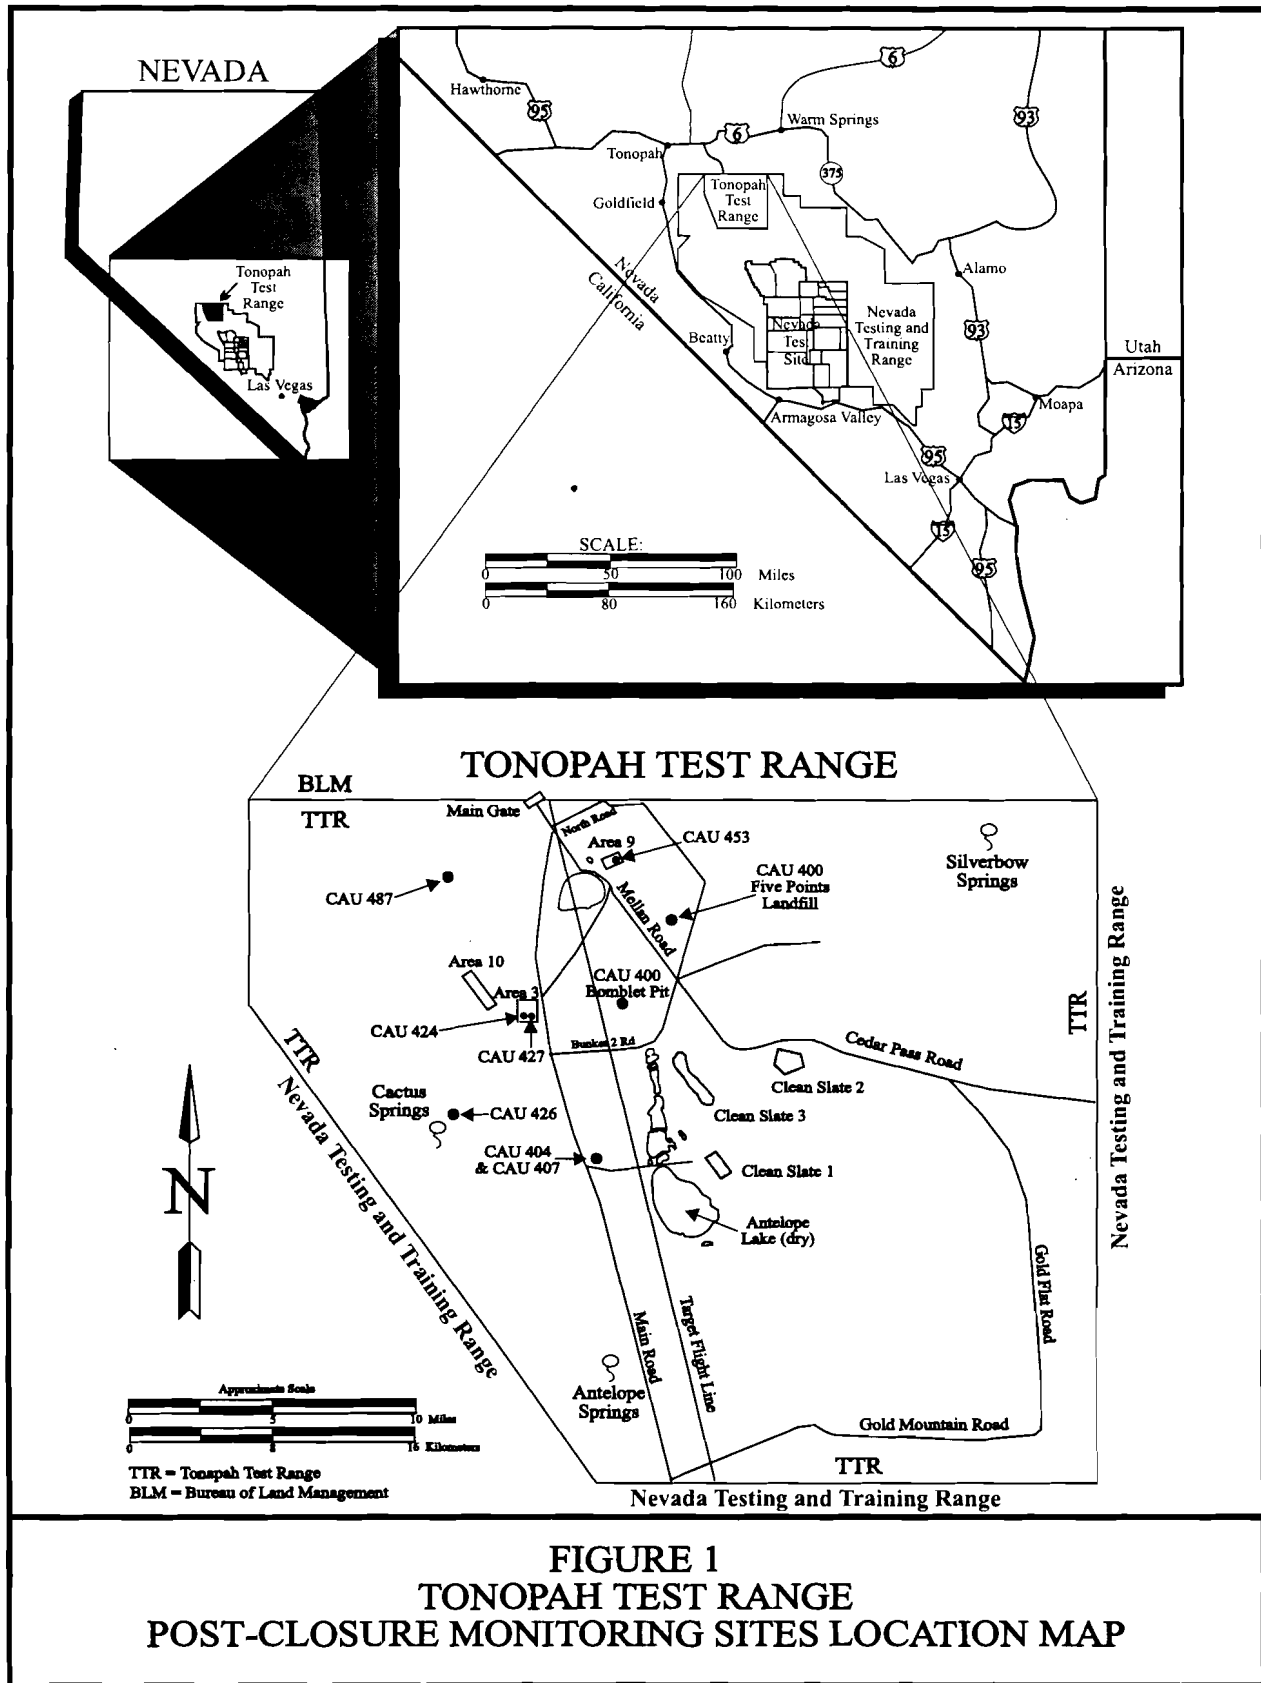 NEVADA
Tonopah
Test
Range
Las Vegas
Hawthorne
95
6
6
Warm Springs
93
Tonopah
375
Goldfield
Tonopah
Test
Range
Nevada
California
Alamo
93
Beatty
Nevada
Test
Site
Nevada
Testing and
Training
Range
Utah
Arizona
Moapa
15
Armagosa Valley
95
Las Vegas
15
95
SCALE:
0 50 100 Miles
0 80 160 Kilometers
TONOPAH TEST RANGE
BLM
TTR
Main Gate
North Road
Area 9
CAU 453
Silverbow
Springs
CAU 487
CAU 400
Five Points
Landfill
Mellan Road
Area 10
Area 3
CAU 400
Bomblet Pit
CAU 424
CAU 427
Bunker 2 Rd
Cedar Pass Road
TTR
Nevada Testing and Training Range
TTR
Nevada Testing and Training Range
Clean Slate 2
Clean Slate 3
Cactus
Springs
CAU 426
CAU 404
& CAU 407
Clean Slate 1
Antelope
Lake (dry)
N
Gold Flat Road
Main Road
Target Flight Line
Antelope
Springs
Gold Mountain Road
Approximate Scale
0 5 10 Miles
0 8 16 Kilometers
TTR = Tonapah Test Range
BLM = Bureau of Land Management
TTR
Nevada Testing and Training Range
FIGURE 1
TONOPAH TEST RANGE
POST-CLOSURE MONITORING SITES LOCATION MAP